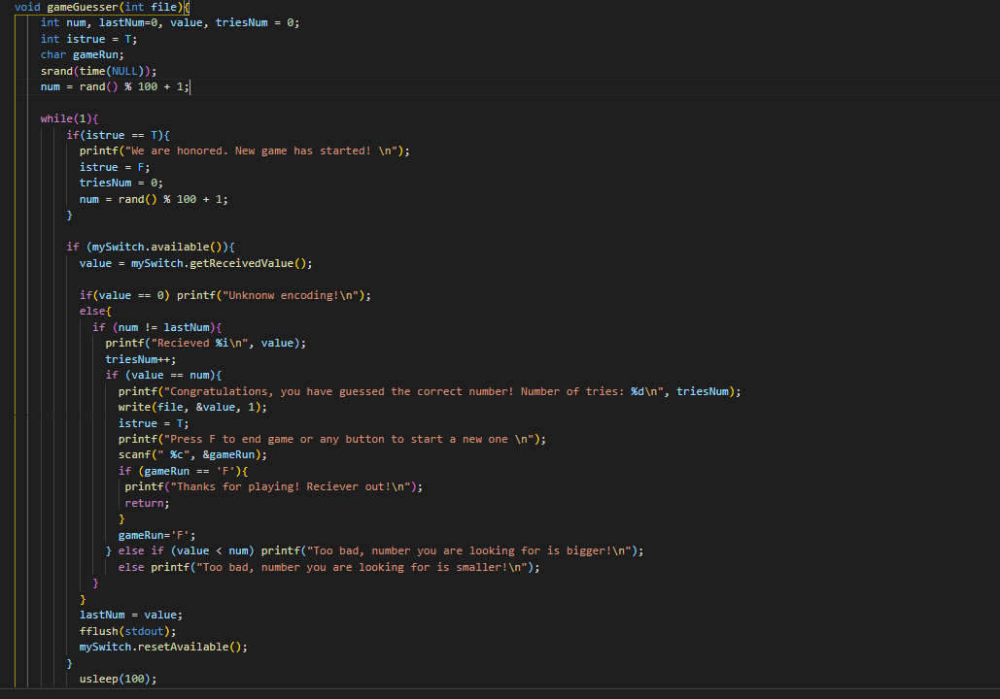 void gameGuesser(int file){
int num, lastNum=0, value, triesNum = 0;
int istrue = T;
char gameRun;
srand(time(NULL));
num = rand() % 100 + 1;
while(1){
if(istrue == T){
printf("We are honored. New game has started! \n");
istrue = F;
triesNum = 0;
num = rand() % 100 + 1;
}
if (mySwitch.available()){
value = mySwitch.getReceivedValue();
if(value == 0) printf("Unknonw encoding!\n");
else{
if (num != lastNum){
printf("Recieved %i\n", value);
triesNum++;
if (value == num){
printf("Congratulations, you have guessed the correct number! Number of tries: %d\n", triesNum);
write(file, &value, 1);
istrue = T;
printf("Press F to end game or any button to start a new one \n");
scanf(" %c", &gameRun);
if (gameRun == 'F'){
printf("Thanks for playing! Reciever out!\n");
return;
}
gameRun='F';
} else if (value < num) printf("Too bad, number you are looking for is bigger!\n");
else printf("Too bad, number you are looking for is smaller!\n");
}
}
lastNum = value;
fflush(stdout);
mySwitch.resetAvailable();
}
usleep(100);